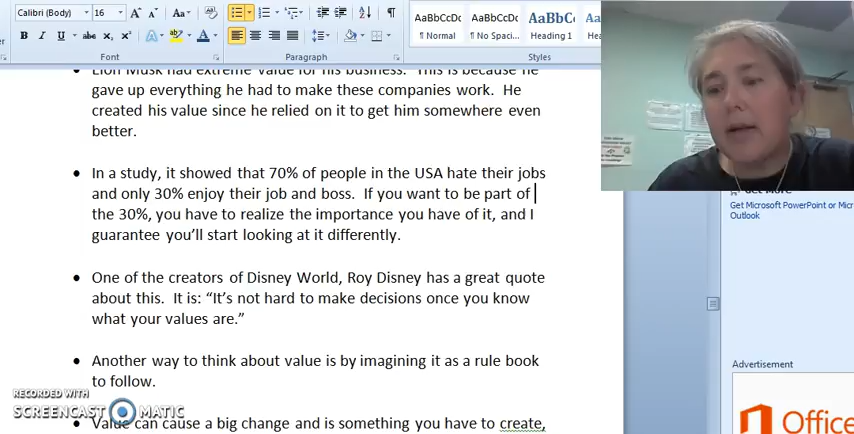 Calibri (Body) 16 A A Aa
B I U abc x₂ x² A A
AaBbCcDc AaBbCcDc AaBbCc
¶ Normal ¶ No Spaci... Heading 1
Font Paragraph Styles
Elon Musk had extreme value for his business. This is because he
gave up everything he had to make these companies work. He
created his value since he relied on it to get him somewhere even
better.
In a study, it showed that 70% of people in the USA hate their jobs
and only 30% enjoy their job and boss. If you want to be part of
the 30%, you have to realize the importance you have of it, and I
guarantee you’ll start looking at it differently.
One of the creators of Disney World, Roy Disney has a great quote
about this. It is: “It’s not hard to make decisions once you know
what your values are.”
Another way to think about value is by imagining it as a rule book
to follow.
Value can cause a big change and is something you have to create,
Get More
Get Microsoft PowerPoint or Micr
Outlook
Advertisement
Office
RECORDED WITH
SCREENCAST MATIC